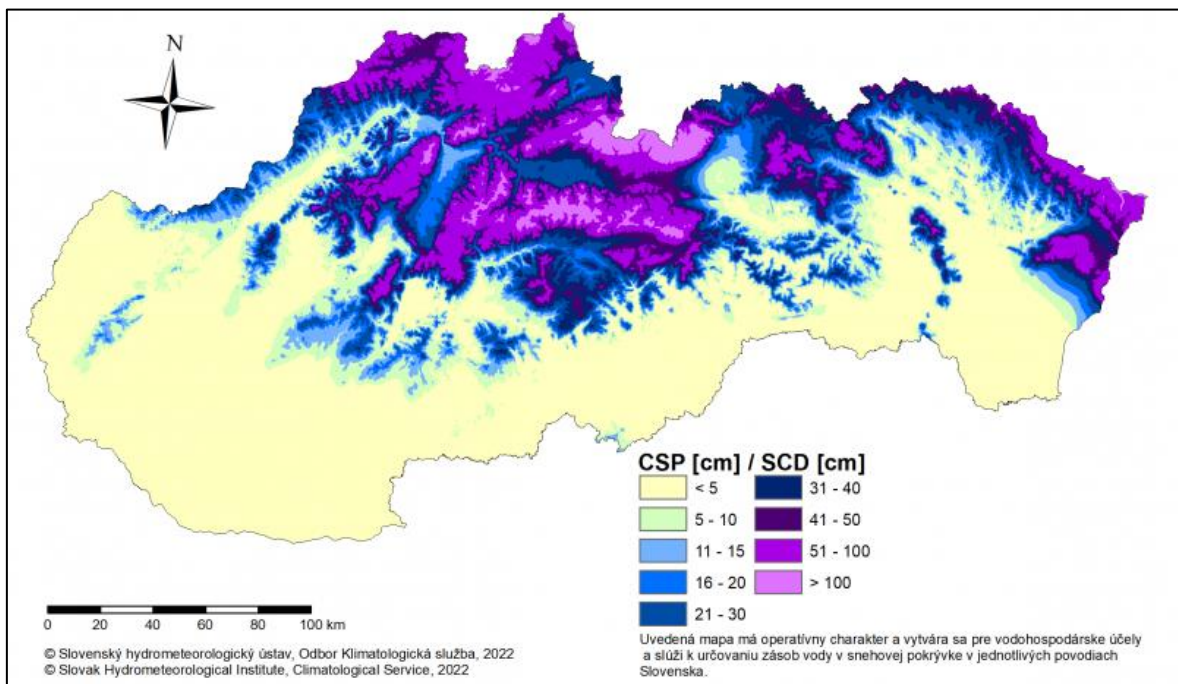 N
CSP [cm] / SCD [cm]
< 5
5 - 10
11 - 15
16 - 20
21 - 30
31 - 40
41 - 50
51 - 100
> 100
0 20 40 60 80 100 km
© Slovenský hydrometeorologický ústav, Odbor Klimatologická služba, 2022
© Slovak Hydrometeorological Institute, Climatological Service, 2022
Uvedená mapa má operatívny charakter a vytvára sa pre vodohospodárske účely
a slúži k určovaniu zásob vody v snehovej pokrývke v jednotlivých povodiach
Slovenska.